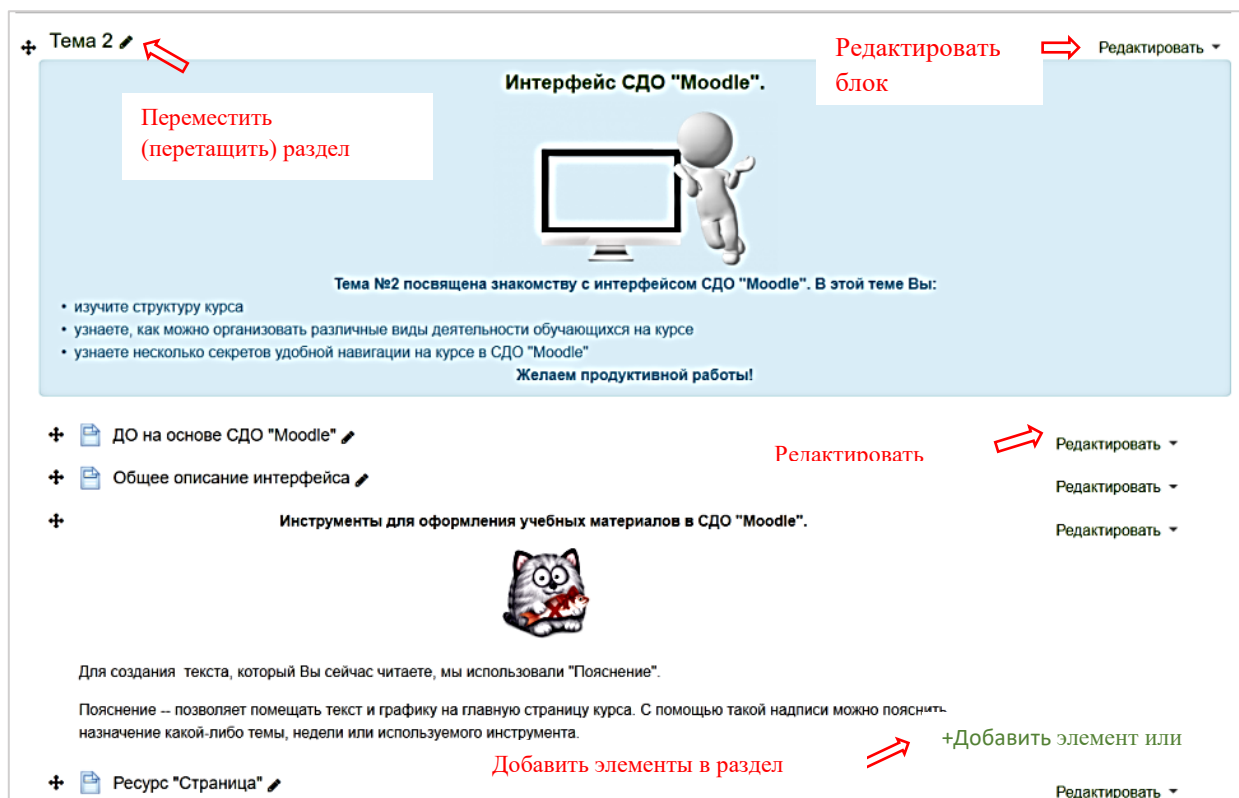 Тема 2
Редактировать
блок
Редактировать
Интерфейс СДО "Moodle".
Переместить
(перетащить) раздел
Тема №2 посвящена знакомству с интерфейсом СДО "Moodle". В этой теме Вы:
• изучите структуру курса
• узнаете, как можно организовать различные виды деятельности обучающихся на курсе
• узнаете несколько секретов удобной навигации на курсе в СДО "Moodle"
Желаем продуктивной работы!
ДО на основе СДО "Moodle"
Редактировать
Редактировать
Общее описание интерфейса
Редактировать
Инструменты для оформления учебных материалов в СДО "Moodle".
Редактировать
Для создания текста, который Вы сейчас читаете, мы использовали "Пояснение".
Пояснение -- позволяет помещать текст и графику на главную страницу курса. С помощью такой надписи можно пояснить
назначение какой-либо темы, недели или используемого инструмента.
+Добавить элемент или
Добавить элементы в раздел
Ресурс "Страница"
Редактировать